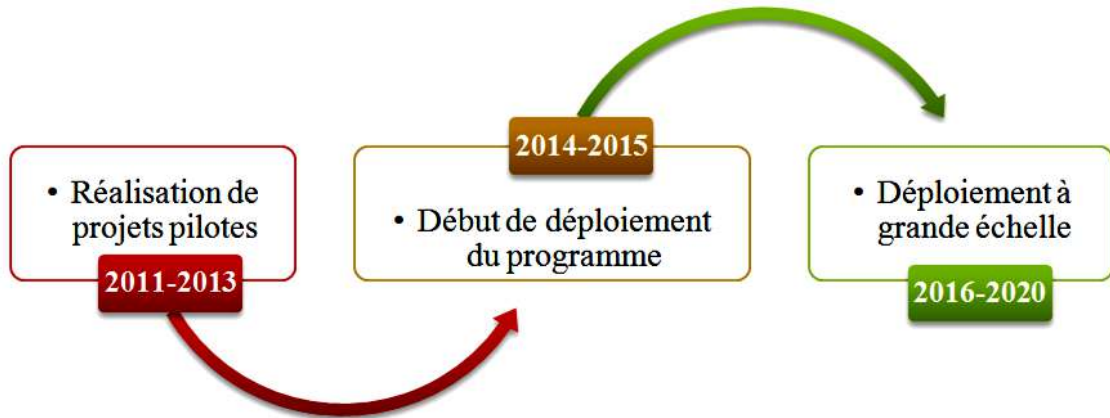 • Réalisation de
projets pilotes
2011-2013
2014-2015
• Début de déploiement
du programme
• Déploiement à
grande échelle
2016-2020